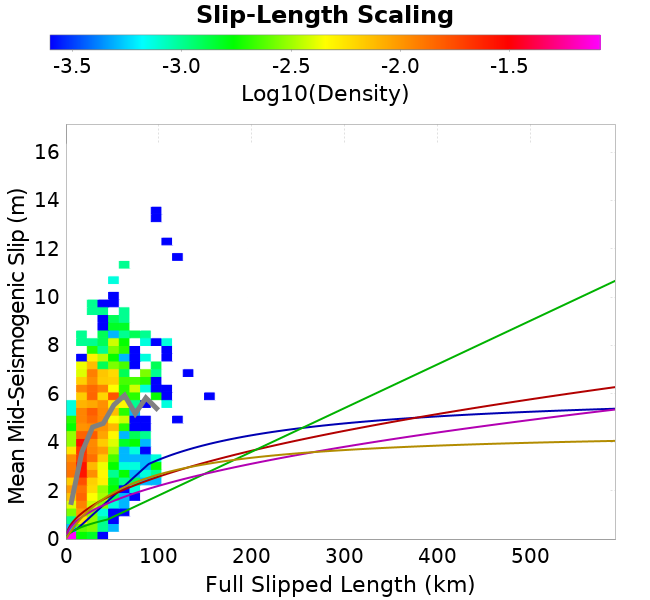 Slip-Length Scaling
-3.5 -3.0 -2.5 -2.0 -1.5
Log10(Density)
Mean Mid-Seismogenic Slip (m)
16
14
12
10
8
6
4
2
0
0 100 200 300 400 500
Full Slipped Length (km)